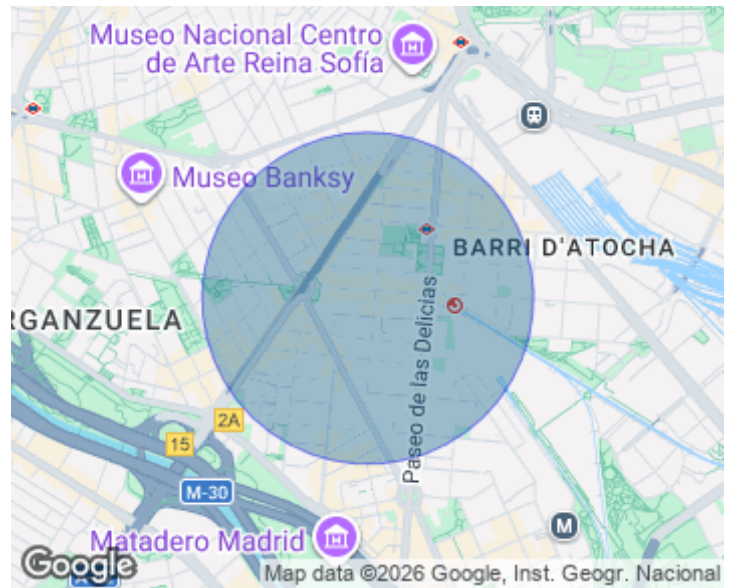 Museo Nacional Centro
de Arte Reina Sofía
Museo Banksy
BARRI D'ATOCHA
RGANZUELA
Paseo de las Delicias
2A
15
M-30
M
Matadero Madrid
Google
Map data ©2026 Google, Inst. Geogr. Nacional